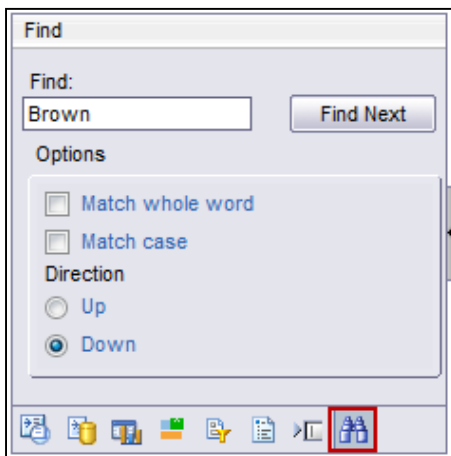 Find
Find:
Brown Find Next
Options
Match whole word
Match case
Direction
Up
Down